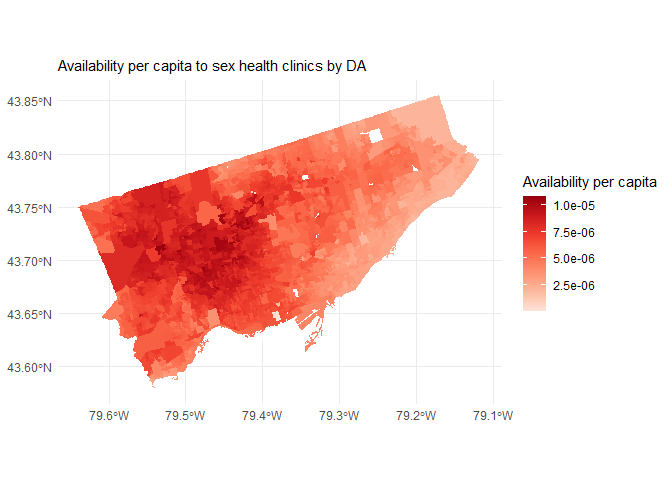 Availability per capita to sex health clinics by DA
43.85°N
43.80°N
43.75°N
43.70°N
43.65°N
43.60°N
79.6°W
79.5°W
79.4°W
79.3°W
79.2°W
79.1°W
Availability per capita
1.0e-05
7.5e-06
5.0e-06
2.5e-06